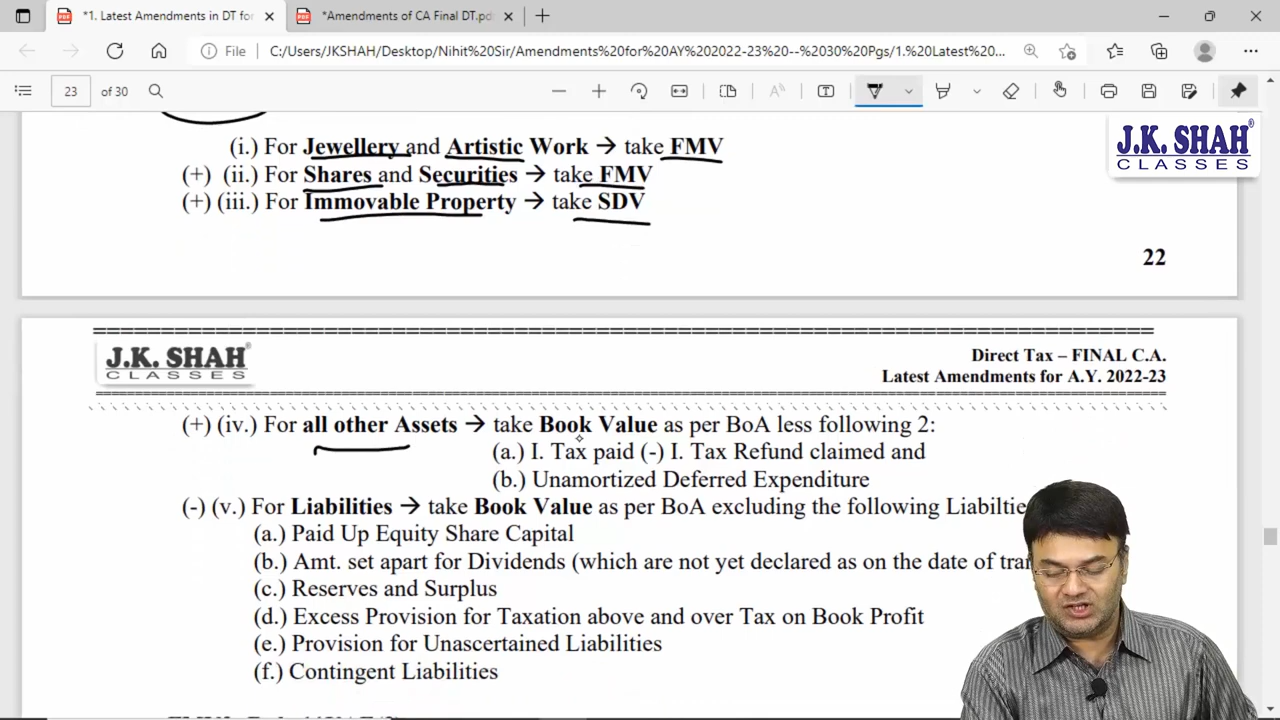 *1. Latest Amendments in DT for
*Amendments of CA Final DT.pd
File
C:/Users/JKSHAH/Desktop/Nihit%20Sir/Amendments%20for%20AY%202022-23%20--%2030%20Pgs/1.%20Latest%20...
23 of 30
J.K. SHAH®
CLASSES
(i.) For Jewellery and Artistic Work → take FMV
(+) (ii.) For Shares and Securities → take FMV
(+) (iii.) For Immovable Property → take SDV
22
J.K. SHAH®
CLASSES
Direct Tax – FINAL C.A.
Latest Amendments for A.Y. 2022-23
(+) (iv.) For all other Assets → take Book Value as per BoA less following 2:
(a.) I. Tax paid (-) I. Tax Refund claimed and
(b.) Unamortized Deferred Expenditure
(-) (v.) For Liabilities → take Book Value as per BoA excluding the following Liabiltie
(a.) Paid Up Equity Share Capital
(b.) Amt. set apart for Dividends (which are not yet declared as on the date of tra
(c.) Reserves and Surplus
(d.) Excess Provision for Taxation above and over Tax on Book Profit
(e.) Provision for Unascertained Liabilities
(f.) Contingent Liabilities